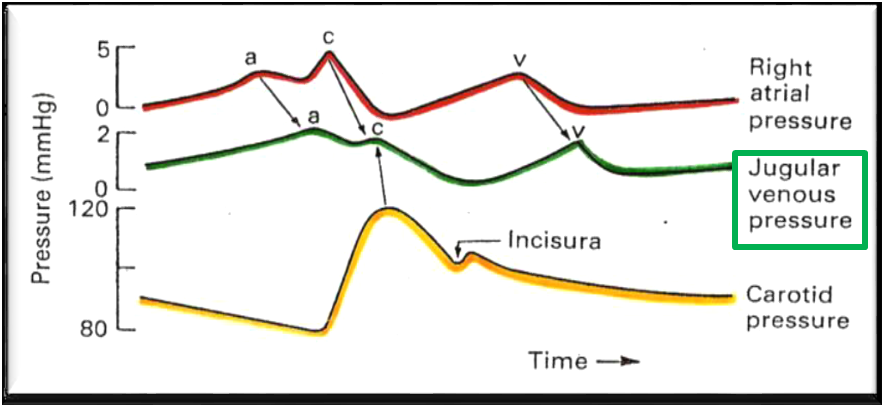 Pressure (mmHg)
5
0
a
c
v
Right
atrial
pressure
2
0
a
c
v
Jugular
venous
pressure
120
80
Incisura
Carotid
pressure
Time